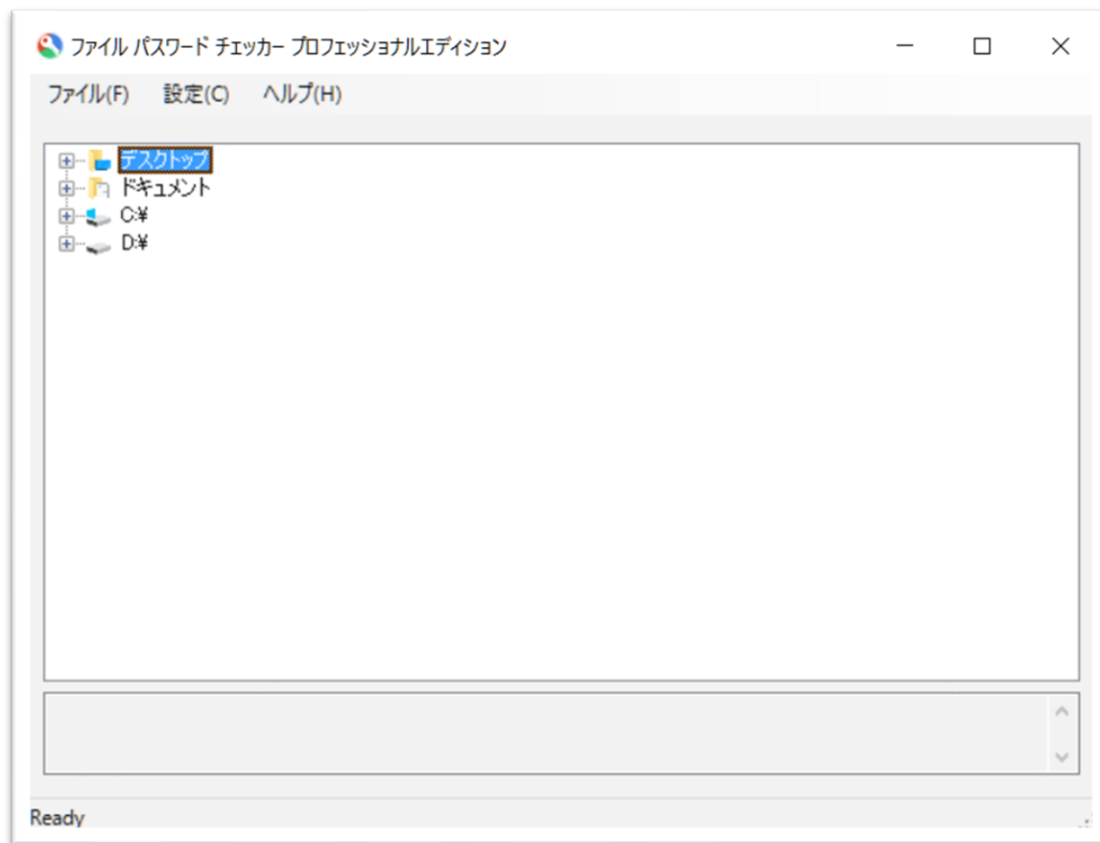 ファイル パスワード チェッカー プロフェッショナルエディション
ファイル(F) 設定(C) ヘルプ(H)
デスクトップ
ドキュメント
C:¥
D:¥
Ready